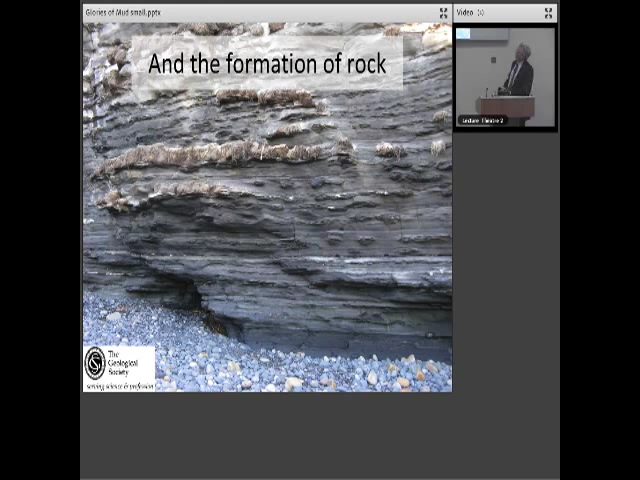 Glories of Mud small.pptx
Video (1)
And the formation of rock
Lecture Theatre 2
The
Geological
Society
serving science & profession